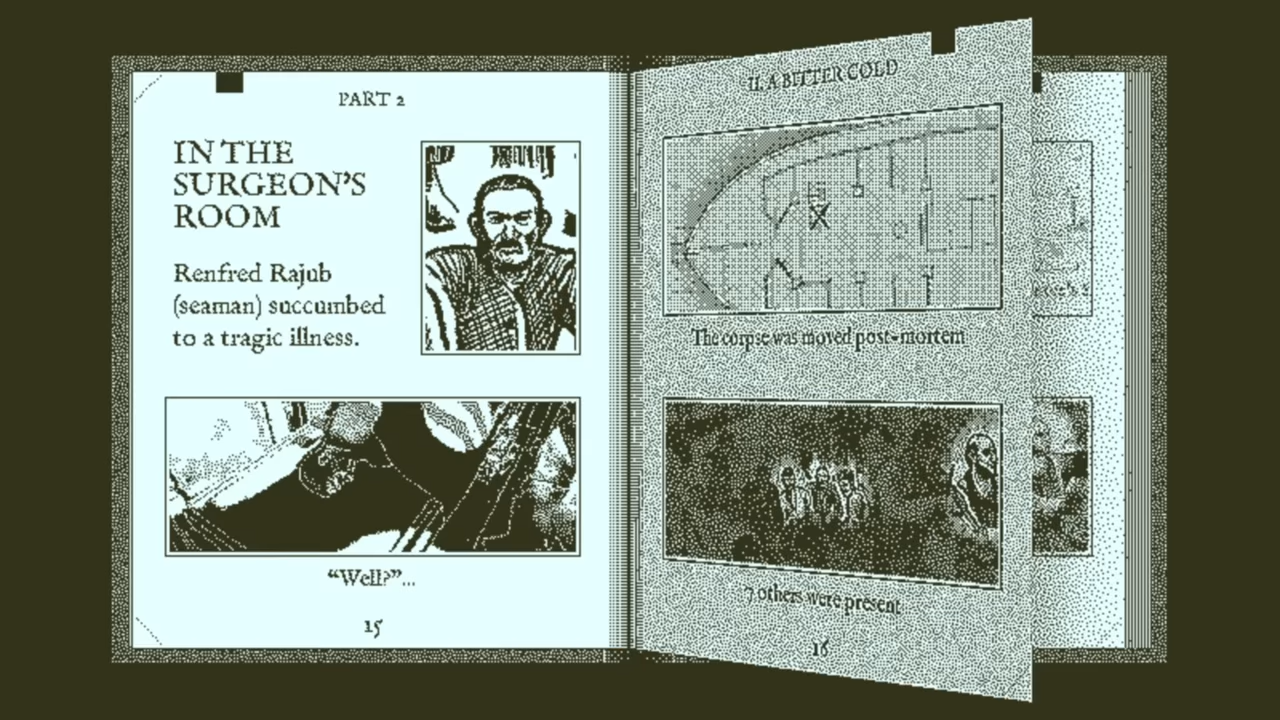 PART 2
IN THE
SURGEON'S
ROOM
Renfred Rajub
(seaman) succumbed
to a tragic illness.
“Well?”...
15
II. A BITTER COLD
The corpse was moved post-mortem
7 others were present
16